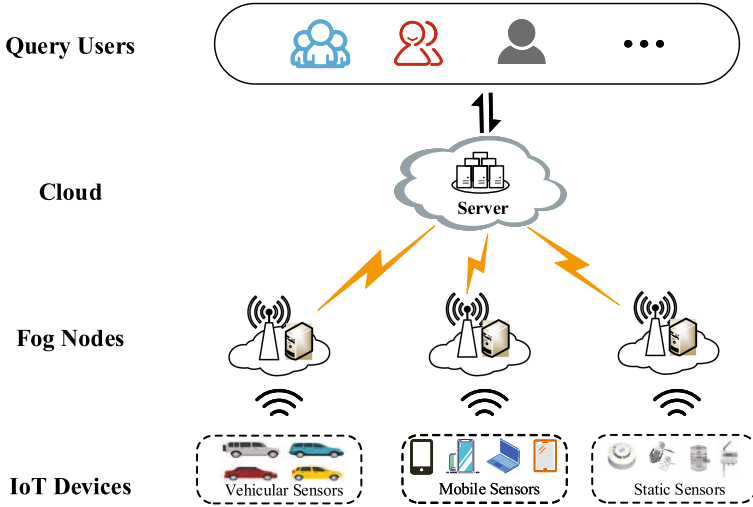 Query Users
Cloud
Server
Fog Nodes
IoT Devices
Vehicular Sensors
Mobile Sensors
Static Sensors